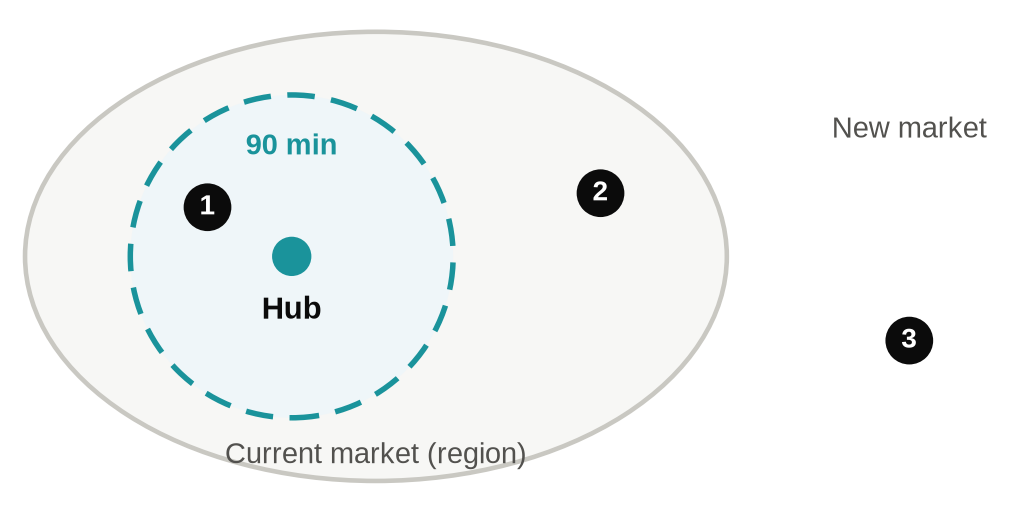 New market
90 min
1
2
Hub
3
Current market (region)